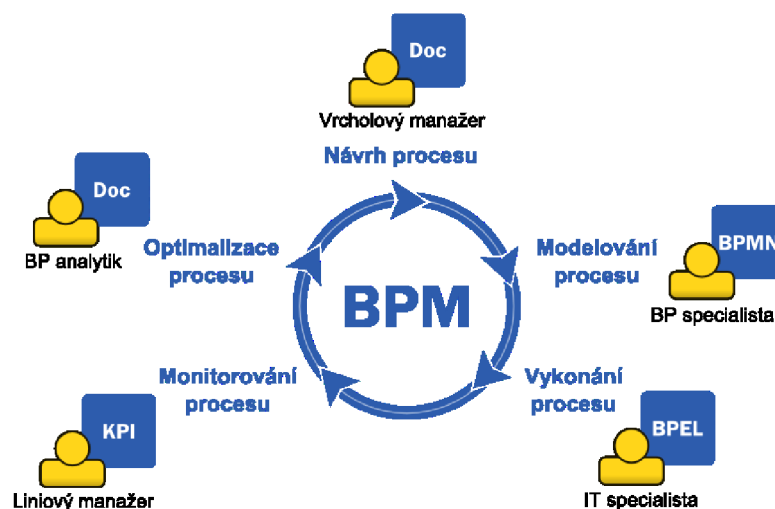 Doc
Vrcholový manažer
Návrh procesu
Doc
BP analytik
Optimalizace
procesu
Modelování
procesu
BPMN
BP specialista
BPM
Monitorování
procesu
Vykonání
procesu
KPI
Liniový manažer
BPEL
IT specialista